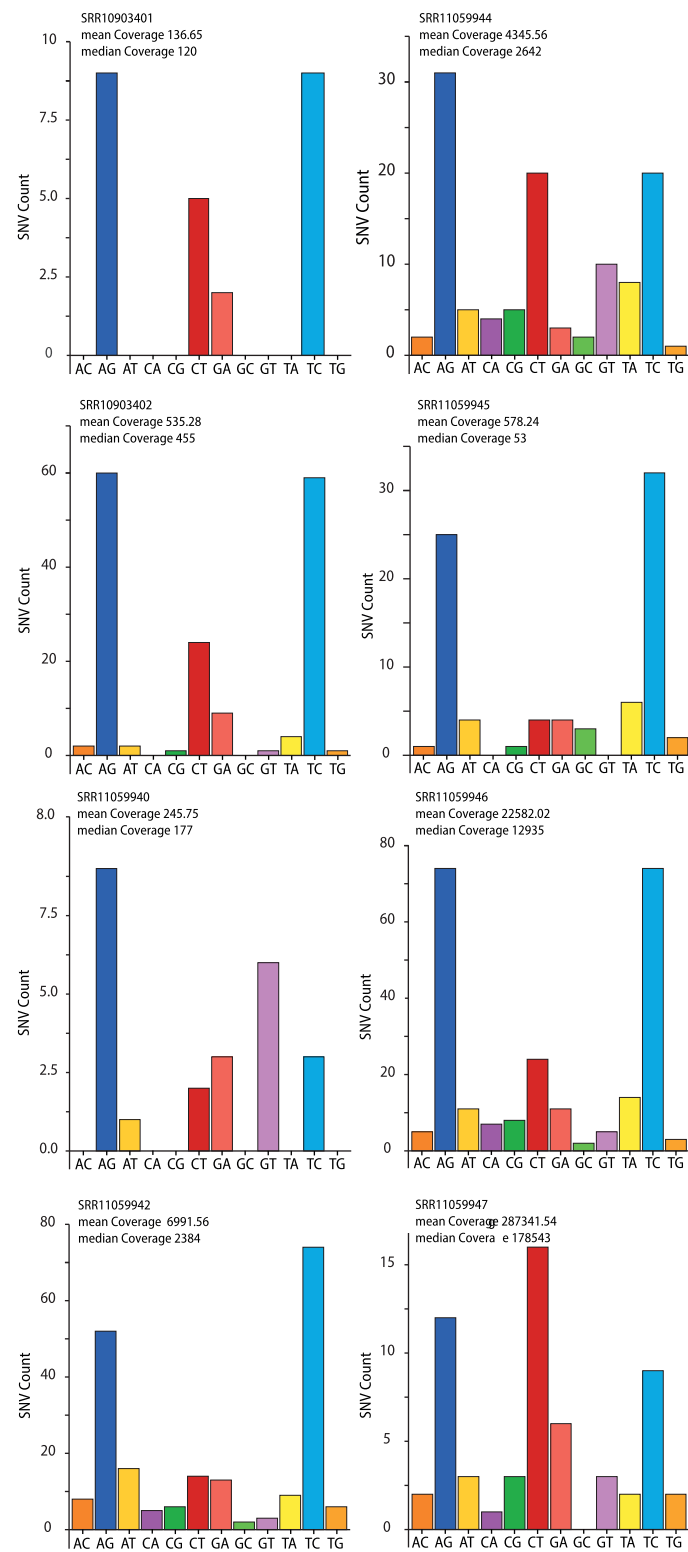 SRR10903401
mean Coverage 136.65
median Coverage 120
10
7.5
5.0
2.5
0
SNV Count
AC AG AT CA CG CT GA GC GT TA TC TG
SRR11059944
mean Coverage 4345.56
median Coverage 2642
30
20
10
0
SNV Count
AC AG AT CA CG CT GA GC GT TA TC TG
SRR10903402
mean Coverage 535.28
median Coverage 455
60
40
20
0
SNV Count
AC AG AT CA CG CT GA GC GT TA TC TG
SRR11059945
mean Coverage 578.24
median Coverage 53
30
20
10
0
SNV Count
AC AG AT CA CG CT GA GC GT TA TC TG
SRR11059940
mean Coverage 245.75
median Coverage 177
8.0
7.5
5.0
2.5
0.0
SNV Count
AC AG AT CA CG CT GA GC GT TA TC TG
SRR11059946
mean Coverage 22582.02
median Coverage 12935
80
60
40
20
0
SNV Count
AC AG AT CA CG CT GA GC GT TA TC TG
SRR11059942
mean Coverage 6991.56
median Coverage 2384
80
60
40
20
0
SNV Count
AC AG AT CA CG CT GA GC GT TA TC TG
SRR11059947
mean Coverage 287341.54
median Covera g e 178543
15
10
5
0
SNV Count
AC AG AT CA CG CT GA GC GT TA TC TG